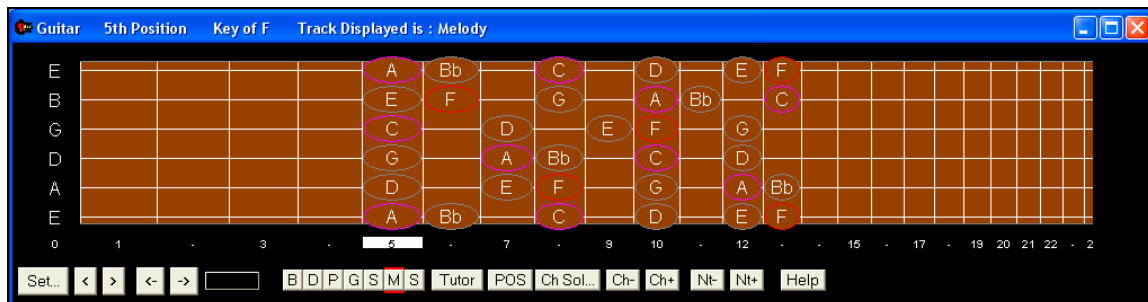 Guitar 5th Position Key of F Track Displayed is : Melody
E A Bb C D E F
B E F G A Bb C
G C D E F G
D G A Bb C D
A D E F G A Bb
E A Bb C D E F
0 1 - 3 - 5 - 7 - 9 10 - 12 - - 15 - 17 - 19 20 21 22 - 2
Set... < > <- -> B D P G S M S Tutor POS Ch Sol... Ch- Ch+ Nt- Nt+ Help